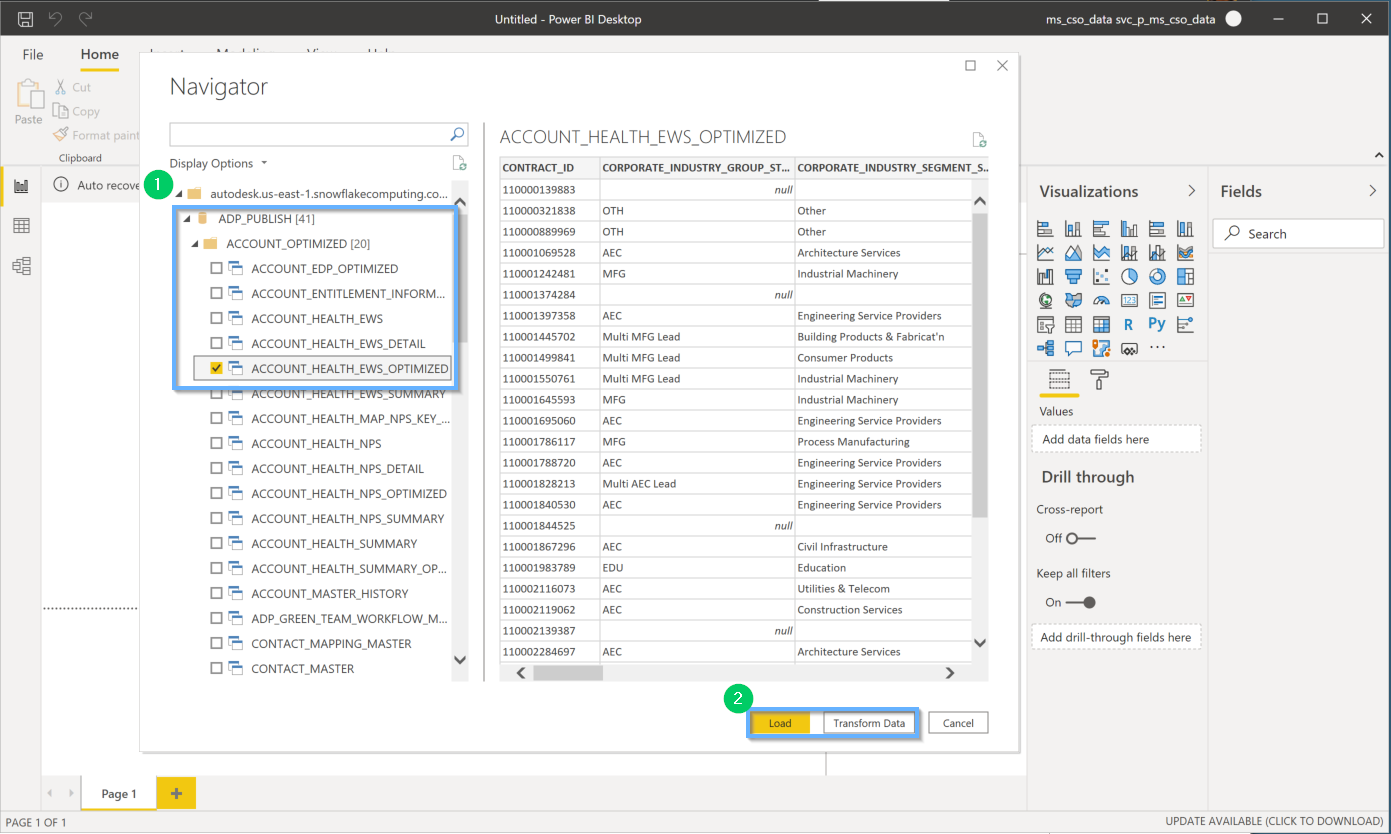 Untitled - Power BI Desktop
ms_cso_data svc_p_ms_cso_data
File
Home
Paste
Cut
Copy
Format paint
Clipboard
Auto recove
Navigator
Display Options
1
autodesk.us-east-1.snowflakecomputing.co...
ADP_PUBLISH [41]
ACCOUNT_OPTIMIZED [20]
ACCOUNT_EDP_OPTIMIZED
ACCOUNT_ENTITLEMENT_INFORM...
ACCOUNT_HEALTH_EWS
ACCOUNT_HEALTH_EWS_DETAIL
ACCOUNT_HEALTH_EWS_OPTIMIZED
ACCOUNT_HEALTH_EWS_SUMMARY
ACCOUNT_HEALTH_MAP_NPS_KEY_...
ACCOUNT_HEALTH_NPS
ACCOUNT_HEALTH_NPS_DETAIL
ACCOUNT_HEALTH_NPS_OPTIMIZED
ACCOUNT_HEALTH_NPS_SUMMARY
ACCOUNT_HEALTH_SUMMARY
ACCOUNT_HEALTH_SUMMARY_OP...
ACCOUNT_MASTER_HISTORY
ADP_GREEN_TEAM_WORKFLOW_M...
CONTACT_MAPPING_MASTER
CONTACT_MASTER
ACCOUNT_HEALTH_EWS_OPTIMIZED
CONTRACT_ID CORPORATE_INDUSTRY_GROUP_ST... CORPORATE_INDUSTRY_SEGMENT_S...
110000139883 null
110000321838 OTH Other
110000889969 OTH Other
110001069528 AEC Architecture Services
110001242481 MFG Industrial Machinery
110001374284 null
110001397358 AEC Engineering Service Providers
110001445702 Multi MFG Lead Building Products & Fabricat'n
110001499841 Multi MFG Lead Consumer Products
110001550761 Multi MFG Lead Industrial Machinery
110001645593 MFG Industrial Machinery
110001695060 AEC Engineering Service Providers
110001786117 MFG Process Manufacturing
110001788720 AEC Engineering Service Providers
110001828213 Multi AEC Lead Engineering Service Providers
110001840530 AEC Engineering Service Providers
110001844525 null
110001867296 AEC Civil Infrastructure
110001983789 EDU Education
110002116073 AEC Utilities & Telecom
110002119062 AEC Construction Services
110002139387 null
110002284697 AEC Architecture Services
2
Load
Transform Data
Cancel
Visualizations
123
R
Py
Values
Add data fields here
Drill through
Cross-report
Off
Keep all filters
On
Add drill-through fields here
Fields
Search
Page 1
PAGE 1 OF 1
UPDATE AVAILABLE (CLICK TO DOWNLOAD)